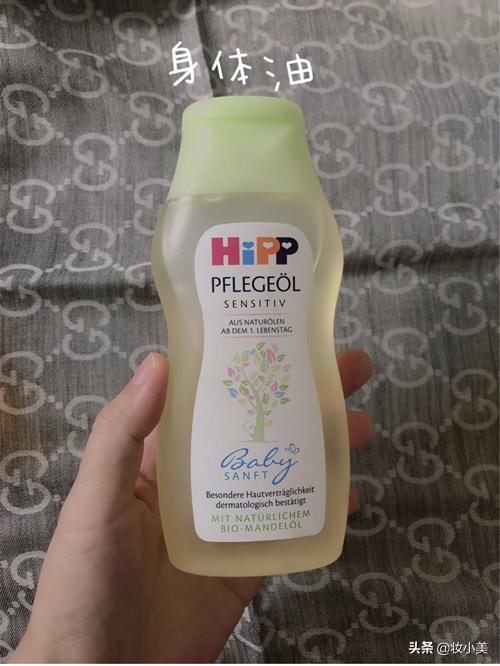 身体油
HiPP
PFLEGEÖL
SENSITIV
AUS NATURÖLEN
AB DEM 1. LEBENSTAG
Baby
SANFT
Besondere Hautverträglichkeit
dermatologisch bestätigt
MIT NATÜRLICHEM
BIO-MANDELÖL
头条 @妆小美